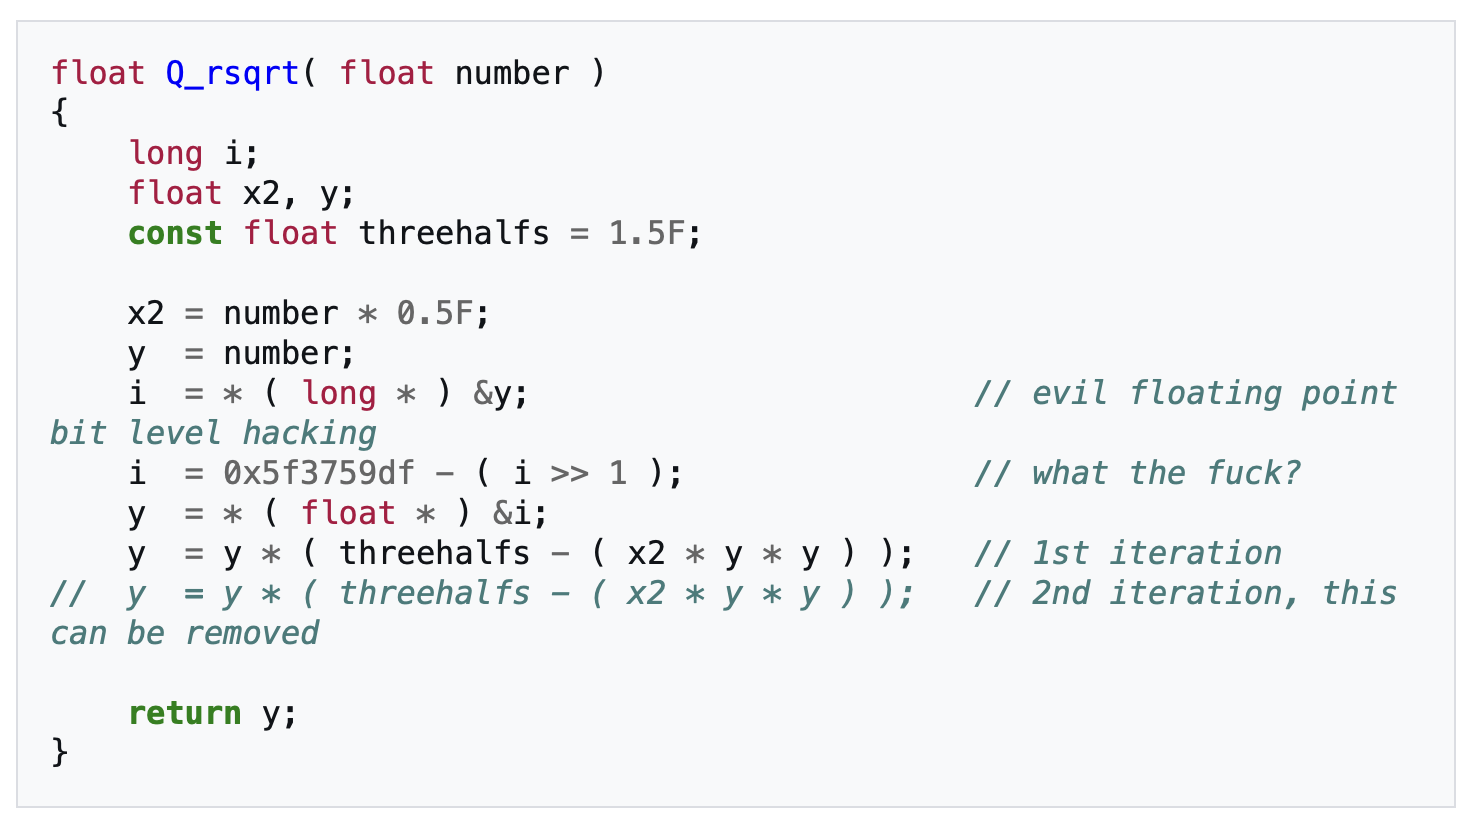 float Q_rsqrt( float number )
{
    long i;
    float x2, y;
    const float threehalfs = 1.5F;

    x2 = number * 0.5F;
    y  = number;
    i  = * ( long * ) &y;                       // evil floating point
bit level hacking
    i  = 0x5f3759df - ( i >> 1 );               // what the fuck?
    y  = * ( float * ) &i;
    y  = y * ( threehalfs - ( x2 * y * y ) );   // 1st iteration
//  y  = y * ( threehalfs - ( x2 * y * y ) );   // 2nd iteration, this
can be removed

    return y;
}